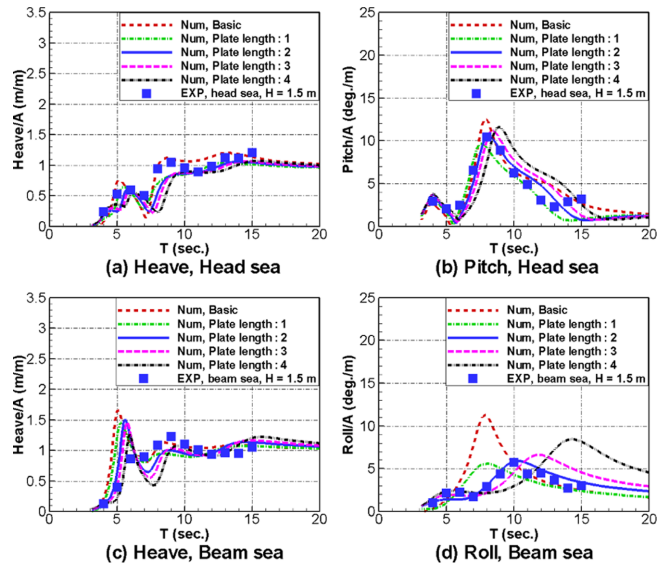 3.5
3
2.5
2
1.5
1
0.5
0
Heave/A (m/m)
Num, Basic
Num, Plate length : 1
Num, Plate length : 2
Num, Plate length : 3
Num, Plate length : 4
EXP, head sea, H = 1.5 m
0 5 10 15 20
T (sec.)
(a) Heave, Head sea
25
20
15
10
5
0
Pitch/A (deg./m)
Num, Basic
Num, Plate length : 1
Num, Plate length : 2
Num, Plate length : 3
Num, Plate length : 4
EXP, head sea, H = 1.5 m
0 5 10 15 20
T (sec.)
(b) Pitch, Head sea
3.5
3
2.5
2
1.5
1
0.5
0
Heave/A (m/m)
Num, Basic
Num, Plate length : 1
Num, Plate length : 2
Num, Plate length : 3
Num, Plate length : 4
EXP, beam sea, H = 1.5 m
0 5 10 15 20
T (sec.)
(c) Heave, Beam sea
25
20
15
10
5
0
Roll/A (deg./m)
Num, Basic
Num, Plate length : 1
Num, Plate length : 2
Num, Plate length : 3
Num, Plate length : 4
EXP, beam sea, H = 1.5 m
0 5 10 15 20
T (sec.)
(d) Roll, Beam sea